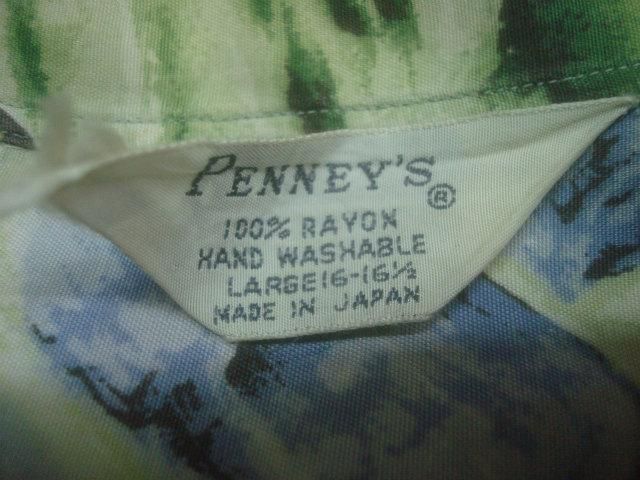 PENNEY'S®
100% RAYON
HAND WASHABLE
LARGE 16-16½
MADE IN JAPAN